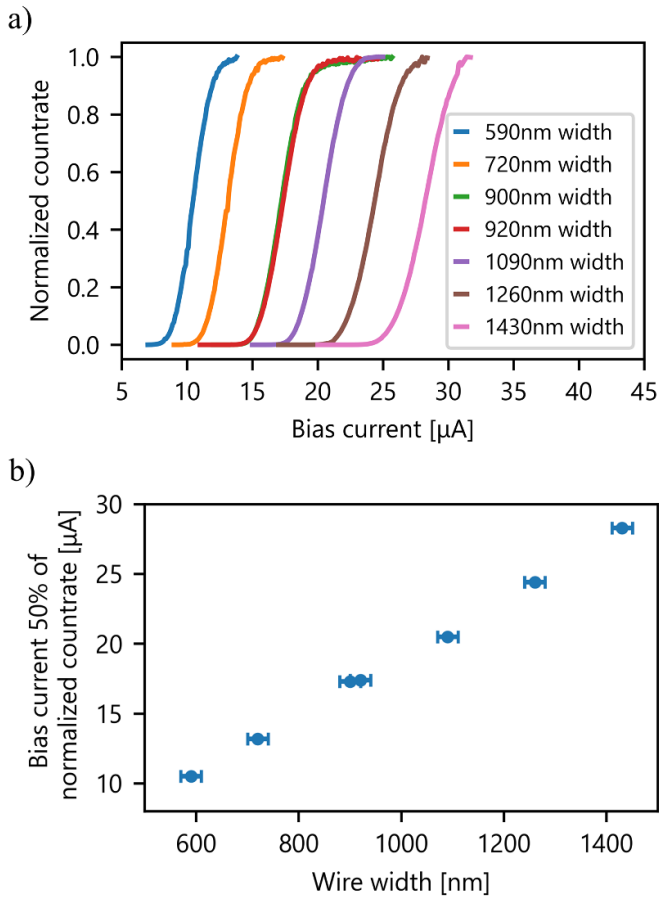 a)
1.0
0.8
0.6
0.4
0.2
0.0
Normalized countrate
590nm width
720nm width
900nm width
920nm width
1090nm width
1260nm width
1430nm width
5 10 15 20 25 30 35 40 45
Bias current [μA]
b)
30
25
20
15
10
Bias current 50% of
normalized countrate [μA]
600 800 1000 1200 1400
Wire width [nm]